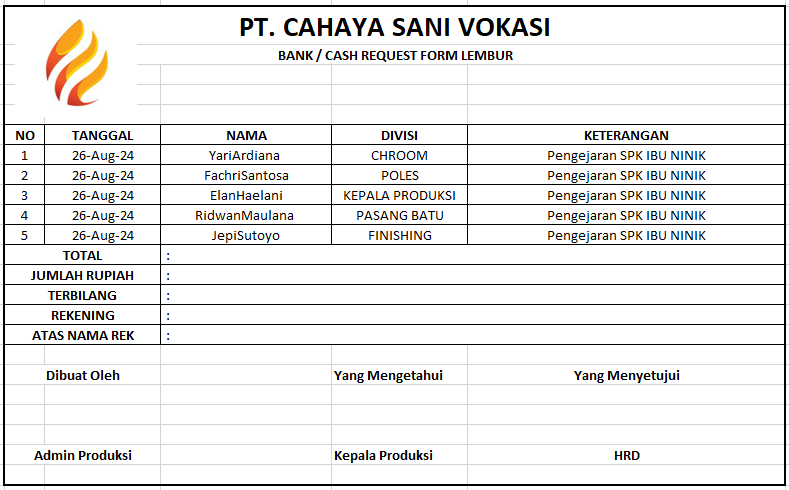 PT. CAHAYA SANI VOKASI
BANK / CASH REQUEST FORM LEMBUR
NO TANGGAL NAMA DIVISI KETERANGAN
1 26-Aug-24 YariArdiana CHROOM Pengejaran SPK IBU NINIK
2 26-Aug-24 FachriSantosa POLES Pengejaran SPK IBU NINIK
3 26-Aug-24 ElanHaelani KEPALA PRODUKSI Pengejaran SPK IBU NINIK
4 26-Aug-24 RidwanMaulana PASANG BATU Pengejaran SPK IBU NINIK
5 26-Aug-24 JepiSutoyo FINISHING Pengejaran SPK IBU NINIK
TOTAL :
JUMLAH RUPIAH :
TERBILANG :
REKENING :
ATAS NAMA REK :
Dibuat Oleh Yang Mengetahui Yang Menyetujui
Admin Produksi Kepala Produksi HRD